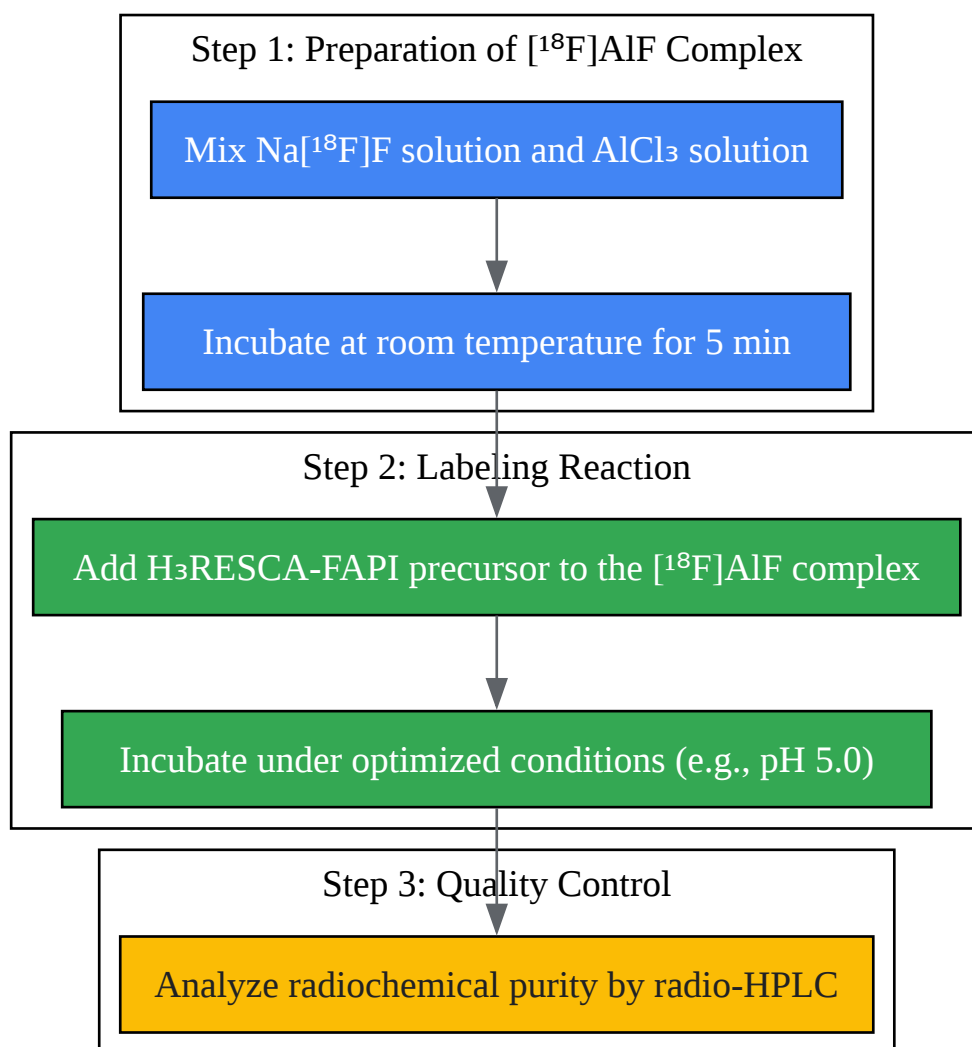 Step 1: Preparation of [¹⁸F]AlF Complex
Mix Na[¹⁸F]F solution and AlCl₃ solution
Incubate at room temperature for 5 min
Step 2: Labeling Reaction
Add H₃RESCA-FAPI precursor to the [¹⁸F]AlF complex
Incubate under optimized conditions (e.g., pH 5.0)
Step 3: Quality Control
Analyze radiochemical purity by radio-HPLC